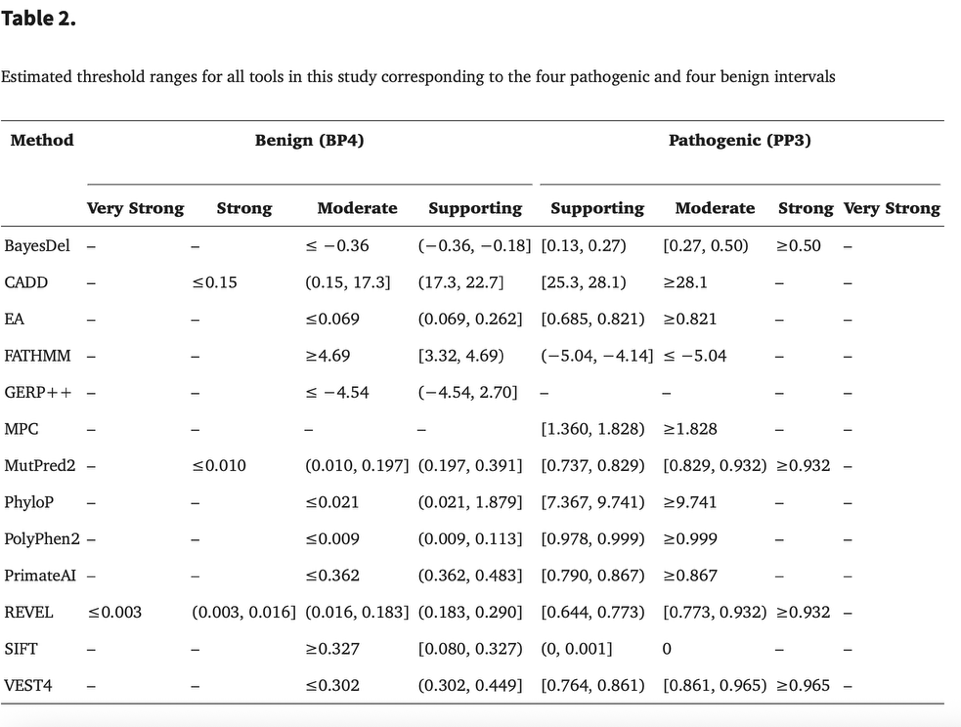 Table 2.
Estimated threshold ranges for all tools in this study corresponding to the four pathogenic and four benign intervals
Method Benign (BP4) Pathogenic (PP3)
Very Strong Strong Moderate Supporting Supporting Moderate Strong Very Strong
BayesDel – – ≤ −0.36 (−0.36, −0.18] [0.13, 0.27) [0.27, 0.50) ≥0.50 –
CADD – ≤0.15 (0.15, 17.3] (17.3, 22.7] [25.3, 28.1) ≥28.1 – –
EA – – ≤0.069 (0.069, 0.262] [0.685, 0.821) ≥0.821 – –
FATHMM – – ≥4.69 [3.32, 4.69) (−5.04, −4.14] ≤ −5.04 – –
GERP++ – – ≤ −4.54 (−4.54, 2.70] – – – –
MPC – – – – [1.360, 1.828) ≥1.828 – –
MutPred2 – ≤0.010 (0.010, 0.197] (0.197, 0.391] [0.737, 0.829) [0.829, 0.932) ≥0.932 –
PhyloP – – ≤0.021 (0.021, 1.879] [7.367, 9.741) ≥9.741 – –
PolyPhen2 – – ≤0.009 (0.009, 0.113] [0.978, 0.999) ≥0.999 – –
PrimateAI – – ≤0.362 (0.362, 0.483] [0.790, 0.867) ≥0.867 – –
REVEL ≤0.003 (0.003, 0.016] (0.016, 0.183] (0.183, 0.290] [0.644, 0.773) [0.773, 0.932) ≥0.932 –
SIFT – – ≥0.327 [0.080, 0.327) (0, 0.001] 0 – –
VEST4 – – ≤0.302 (0.302, 0.449] [0.764, 0.861) [0.861, 0.965) ≥0.965 –